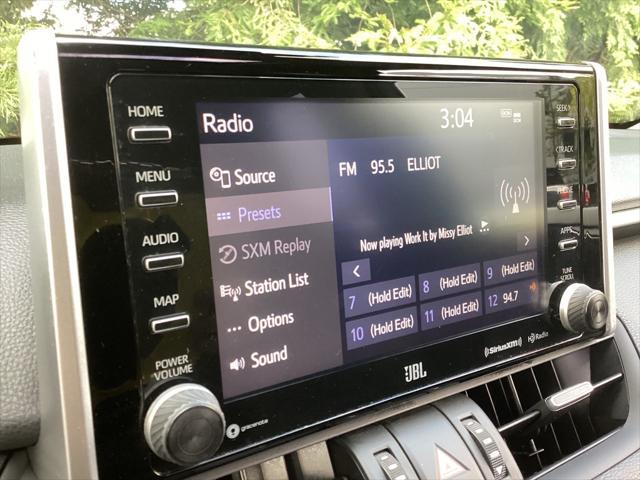 HOME
MENU
AUDIO
MAP
POWER
VOLUME
gracenote
Radio
3:04
Source
Presets
SXM Replay
Station List
Options
Sound
FM 95.5 ELLIOT
Now playing Work It by Missy Elliot
7 (Hold Edit) 8 (Hold Edit) 9 (Hold Edit)
10 (Hold Edit) 11 (Hold Edit) 12 94.7
JBL
SiriusXM HD Radio
SEEK >
< TRACK
PHONE
APPS
TUNE
SCROLL